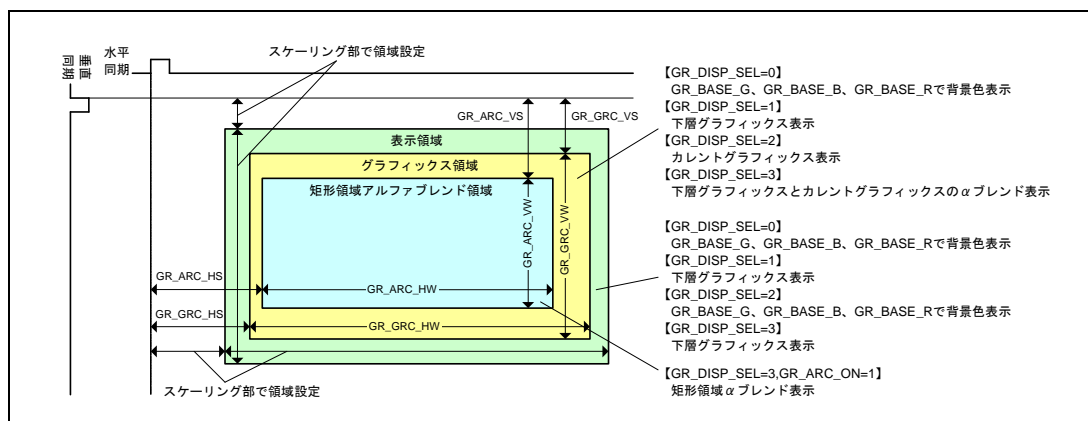 スケーリング部で領域設定
水平
同期
垂直
同期
GR_ARC_VS
GR_GRC_VS
表示領域
グラフィックス領域
矩形領域アルファブレンド領域
GR_ARC_VW
GR_GRC_VW
GR_ARC_HS
GR_ARC_HW
GR_GRC_HS
GR_GRC_HW
スケーリング部で領域設定
【GR_DISP_SEL=0】
GR_BASE_G、GR_BASE_B、GR_BASE_Rで背景色表示
【GR_DISP_SEL=1】
下層グラフィックス表示
【GR_DISP_SEL=2】
カレントグラフィックス表示
【GR_DISP_SEL=3】
下層グラフィックスとカレントグラフィックスのαブレンド表示
【GR_DISP_SEL=0】
GR_BASE_G、GR_BASE_B、GR_BASE_Rで背景色表示
【GR_DISP_SEL=1】
下層グラフィックス表示
【GR_DISP_SEL=2】
GR_BASE_G、GR_BASE_B、GR_BASE_Rで背景色表示
【GR_DISP_SEL=3】
下層グラフィックス表示
【GR_DISP_SEL=3,GR_ARC_ON=1】
矩形領域αブレンド表示